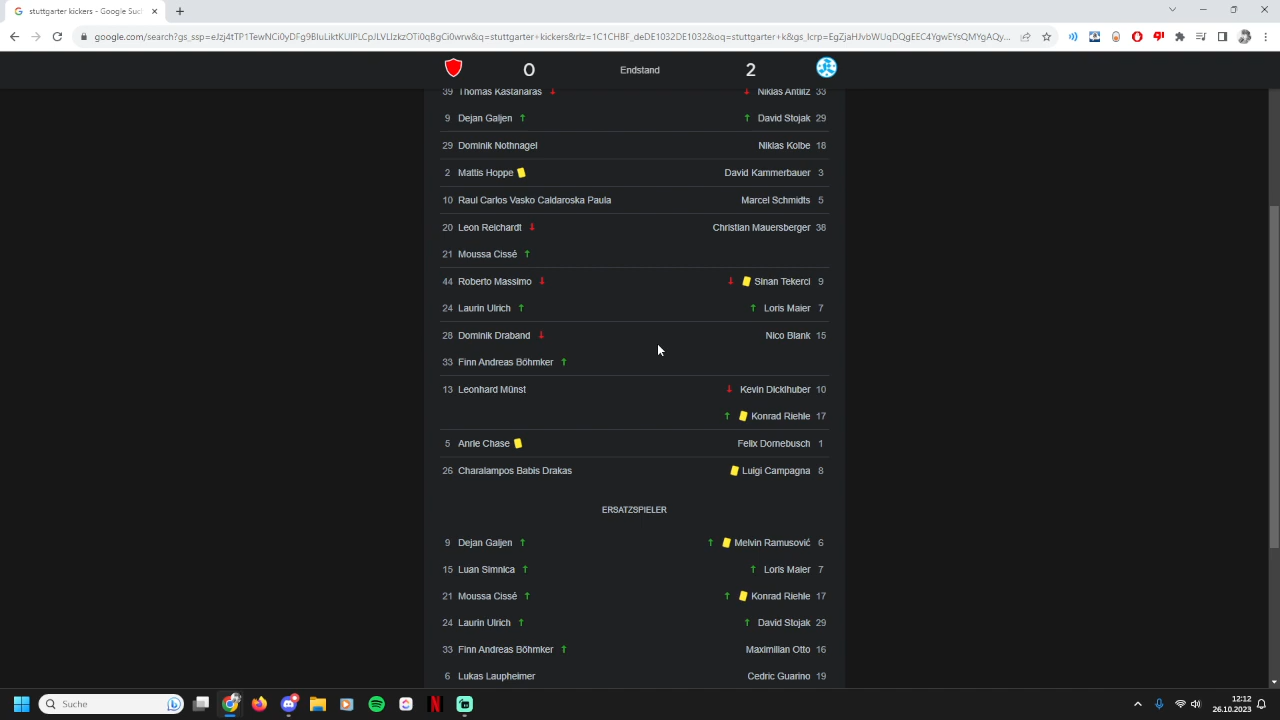 stuttgarter kickers - Google Suc
google.com/search?gs_ssp=eJzj4tTP1TewNCi0yDFg9BIuLiktKUlPLCpJLVLIzkzOTi0qBgCi0wrw&q=stuttgarter+kickers&rlz=1C1CHBF_deDE1032DE1032&oq=stuttgarter+k&gs_lcrp=EgZjaHJvbWUqDQgEEC4YgwEYsQMYgAQy...
0 Endstand 2
39 Thomas Kastanaras Niklas Antlitz 33
9 Dejan Galjen David Stojak 29
29 Dominik Nothnagel Niklas Kolbe 18
2 Mattis Hoppe David Kammerbauer 3
10 Raul Carlos Vasko Caldaroska Paula Marcel Schmidts 5
20 Leon Reichardt Christian Mauersberger 38
21 Moussa Cissé
44 Roberto Massimo Sinan Tekerci 9
24 Laurin Ulrich Loris Maier 7
28 Dominik Draband Nico Blank 15
33 Finn Andreas Böhmker
13 Leonhard Münst Kevin Dicklhuber 10
Konrad Riehle 17
5 Anrie Chase Felix Dornebusch 1
26 Charalampos Babis Drakas Luigi Campagna 8
ERSATZSPIELER
9 Dejan Galjen Melvin Ramusović 6
15 Luan Simnica Loris Maier 7
21 Moussa Cissé Konrad Riehle 17
24 Laurin Ulrich David Stojak 29
33 Finn Andreas Böhmker Maximilian Otto 16
6 Lukas Laupheimer Cedric Guarino 19
Suche
12:12
26.10.2023